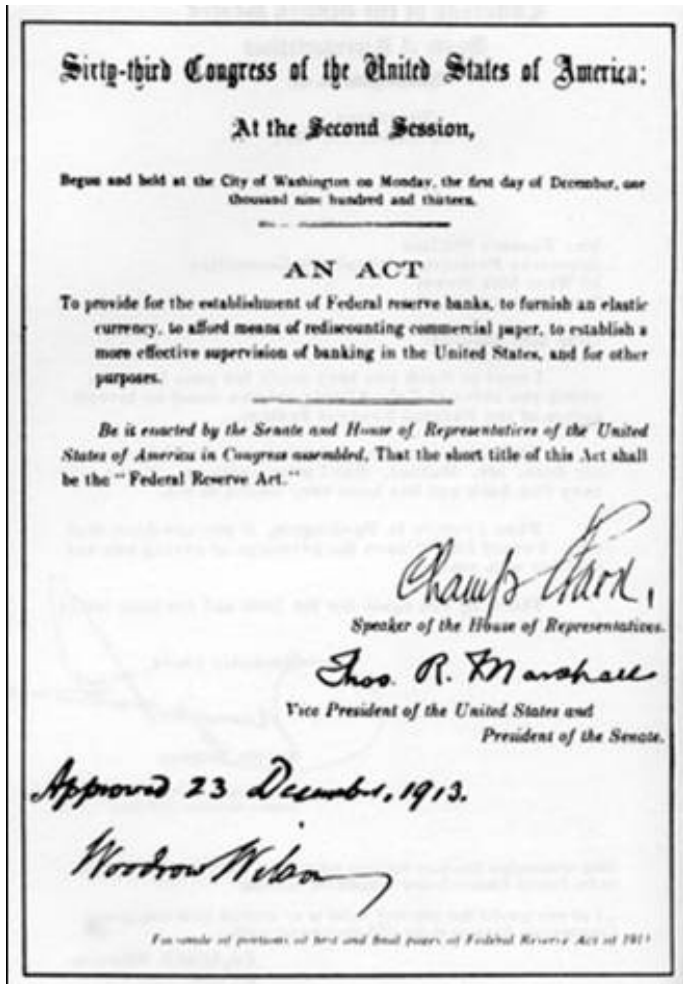 Sixty-third Congress of the United States of America;
At the Second Session,
Begun and held at the City of Washington on Monday, the first day of December, one
thousand nine hundred and thirteen.
AN ACT
To provide for the establishment of Federal reserve banks, to furnish an elastic
currency, to afford means of rediscounting commercial paper, to establish a
more effective supervision of banking in the United States, and for other
purposes.
Be it enacted by the Senate and House of Representatives of the United
States of America in Congress assembled, That the short title of this Act shall
be the "Federal Reserve Act."
Champ Clark,
Speaker of the House of Representatives.
Thos. R. Marshall
Vice President of the United States and
President of the Senate.
Approved 23 December, 1913.
Woodrow Wilson
Facsimile of portions of first and final pages of Federal Reserve Act of 1913